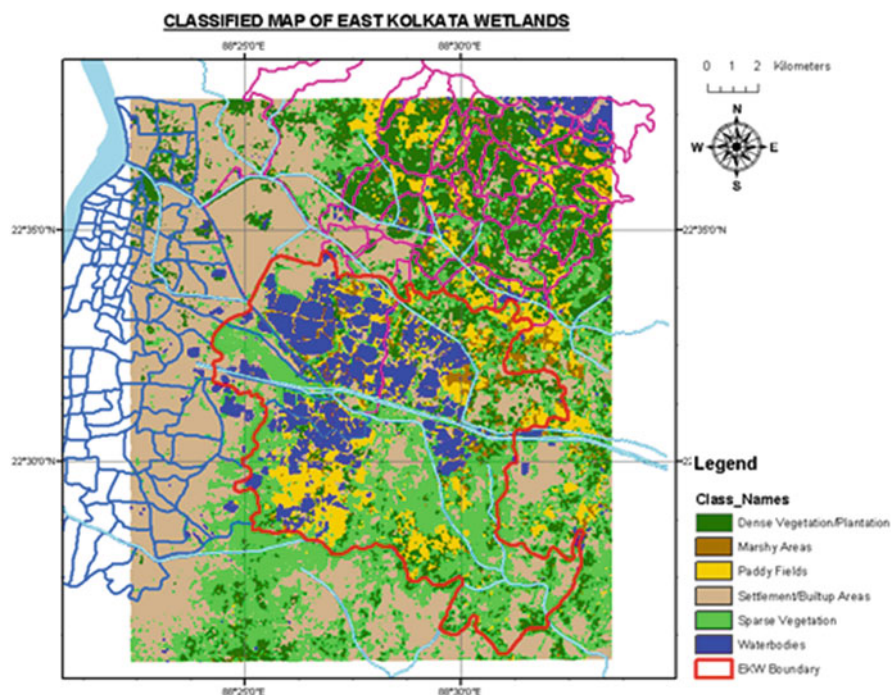 CLASSIFIED MAP OF EAST KOLKATA WETLANDS
88°25'0"E 88°30'0"E
0 1 2 Kilometers
N
W E
S
22°35'0"N 22°35'0"N
22°30'0"N
Legend
Class_Names
Dense Vegetation/Plantation
Marshy Areas
Paddy Fields
Settlement/Builtup Areas
Sparse Vegetation
Waterbodies
EKW Boundary
88°25'0"E 88°30'0"E